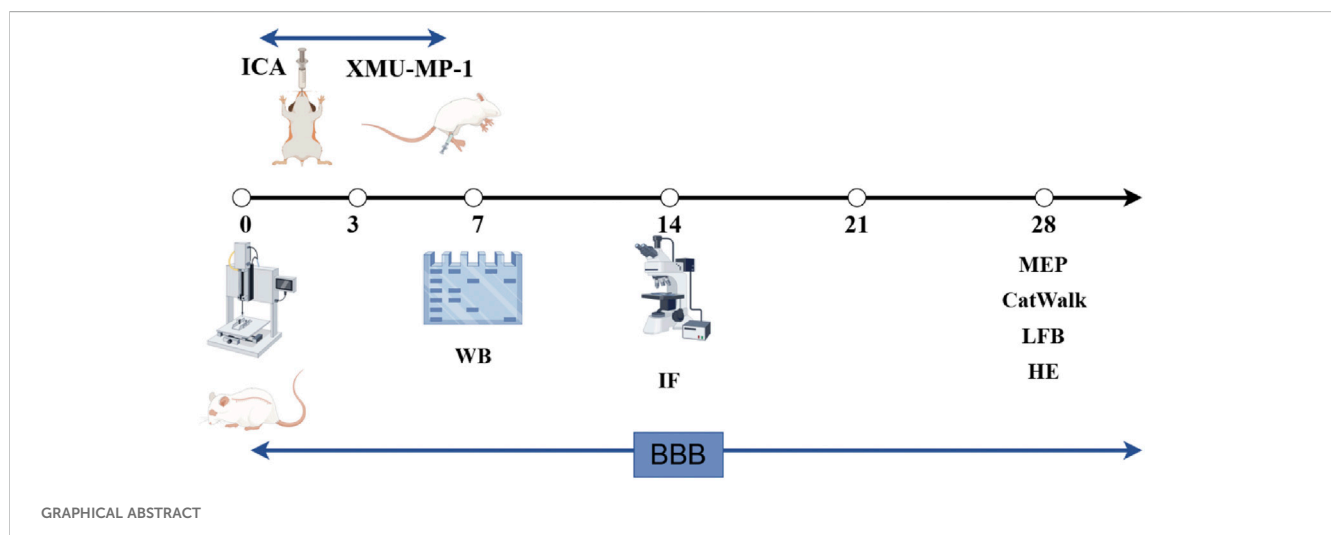 ICA XMU-MP-1
0 3 7 14 21 28
WB
IF
MEP
CatWalk
LFB
HE
BBB
GRAPHICAL ABSTRACT